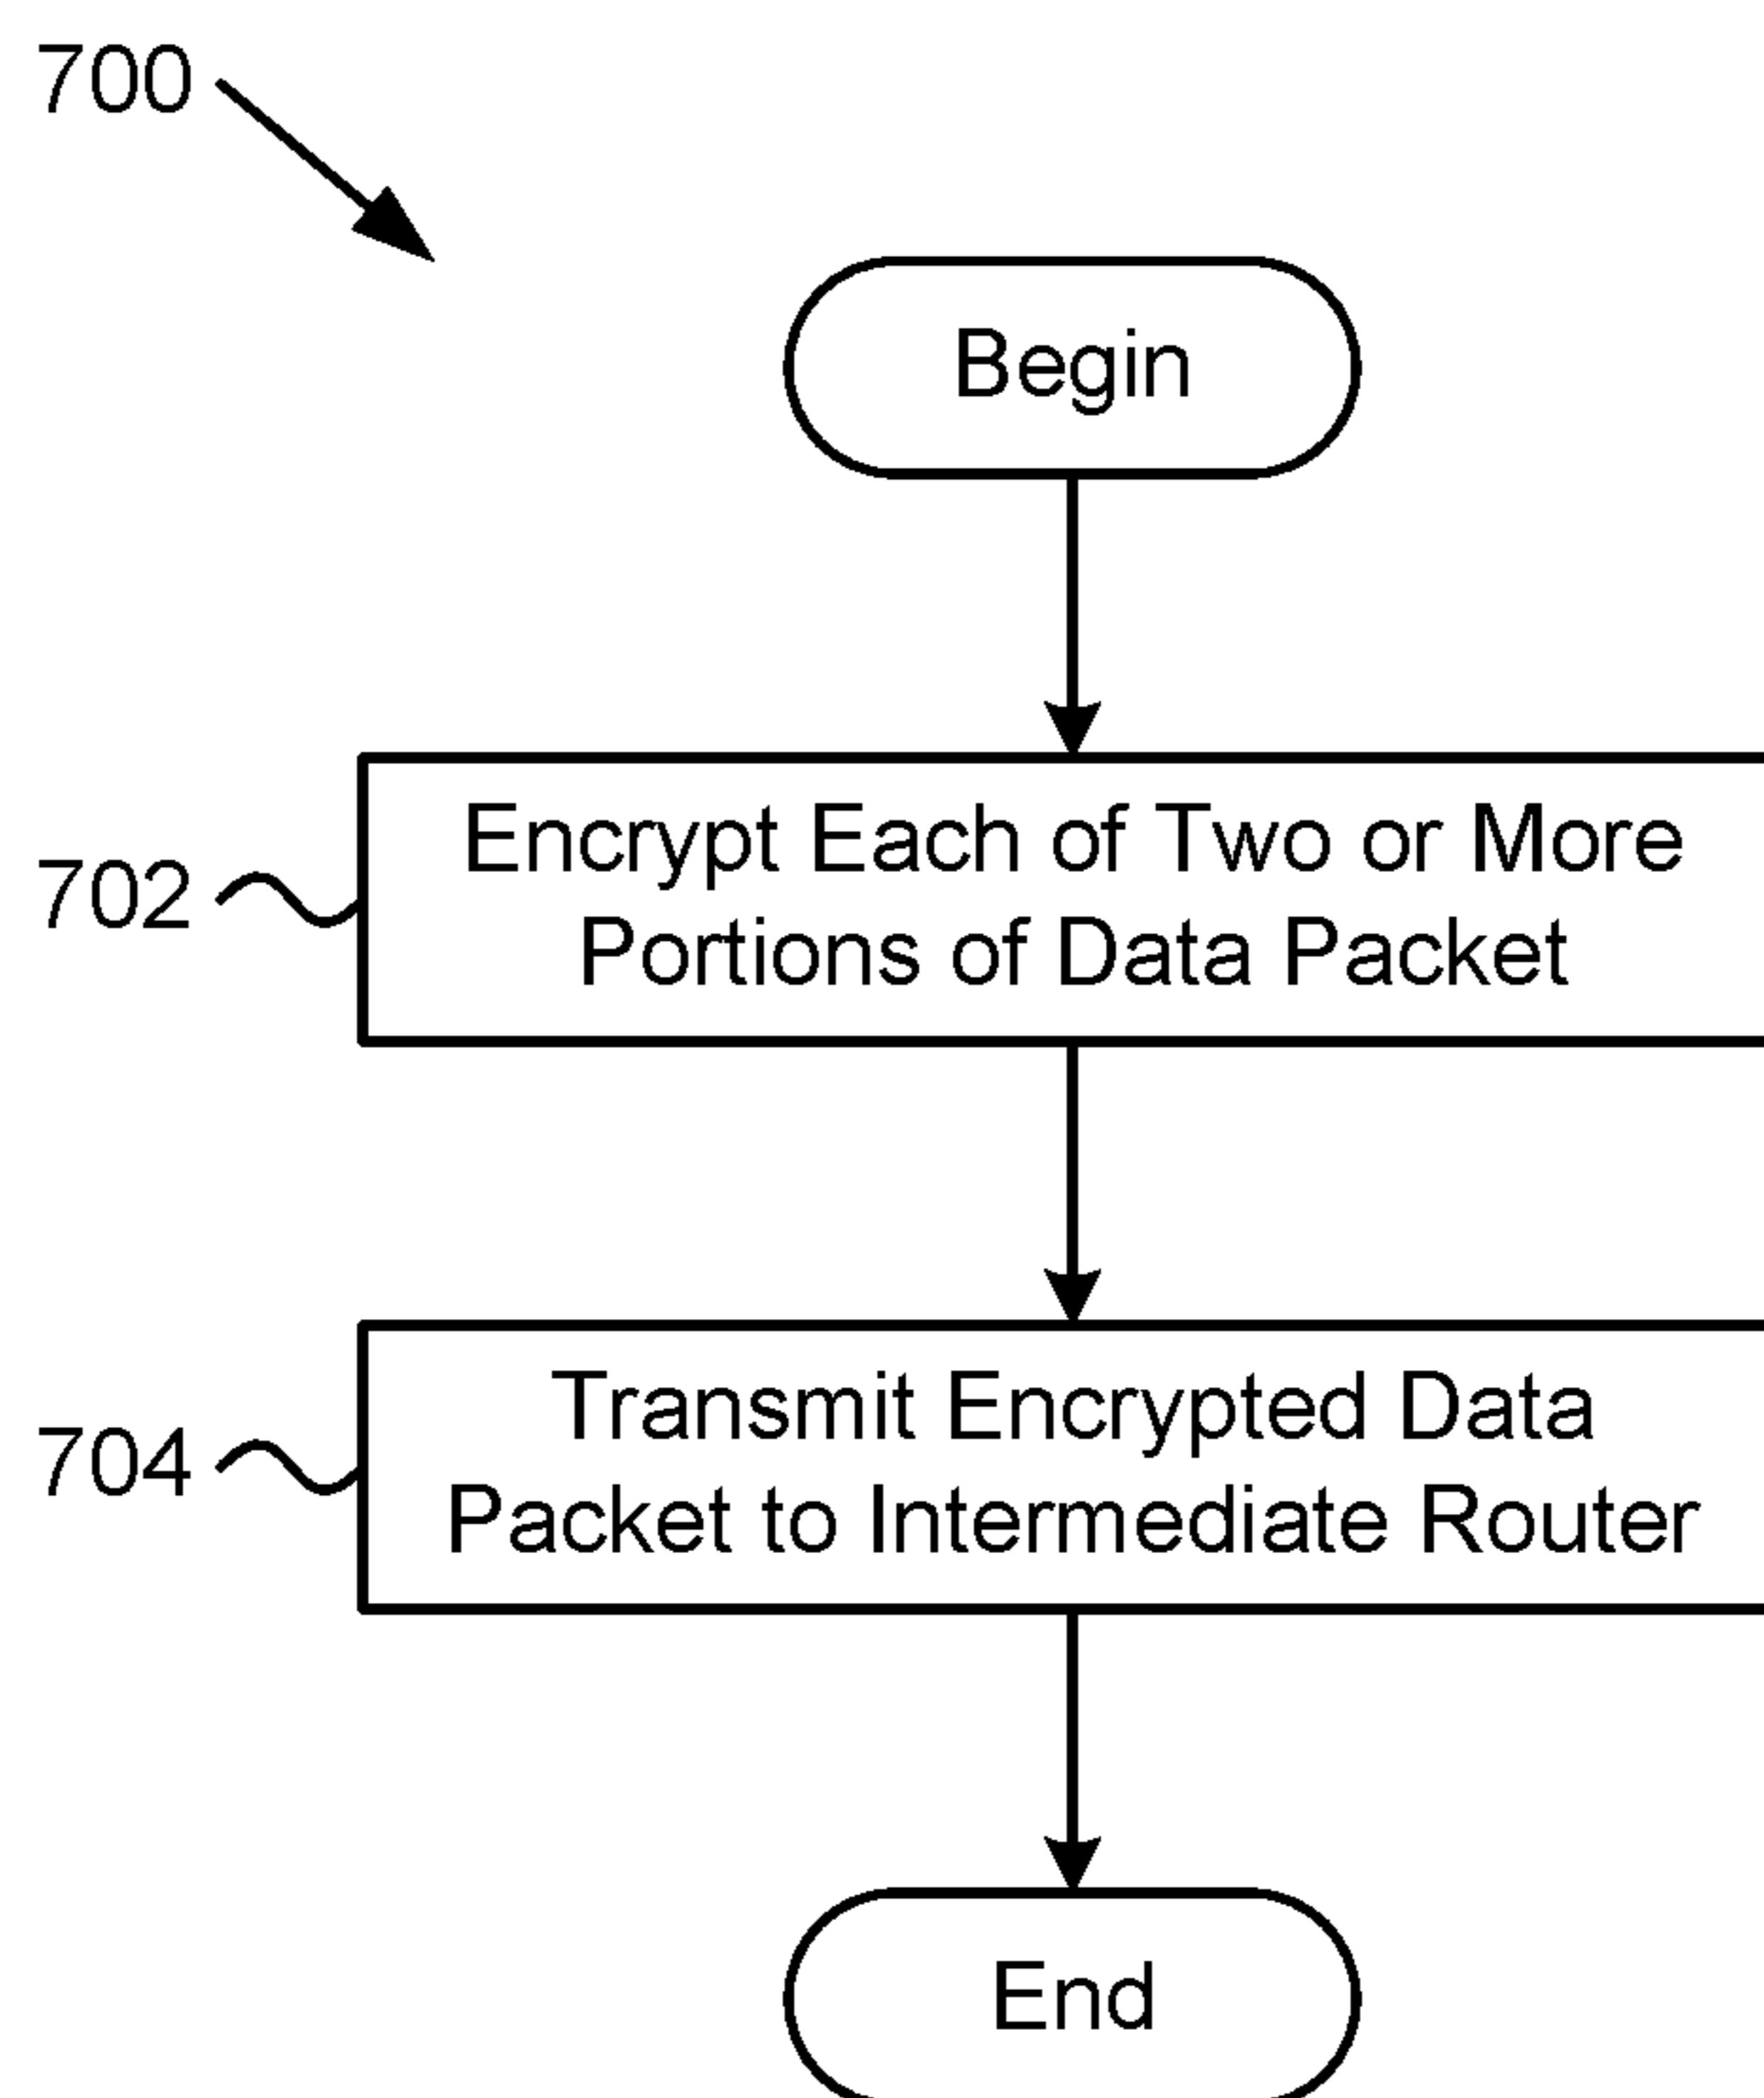 700
Begin
702
Encrypt Each of Two or More
Portions of Data Packet
704
Transmit Encrypted Data
Packet to Intermediate Router
End